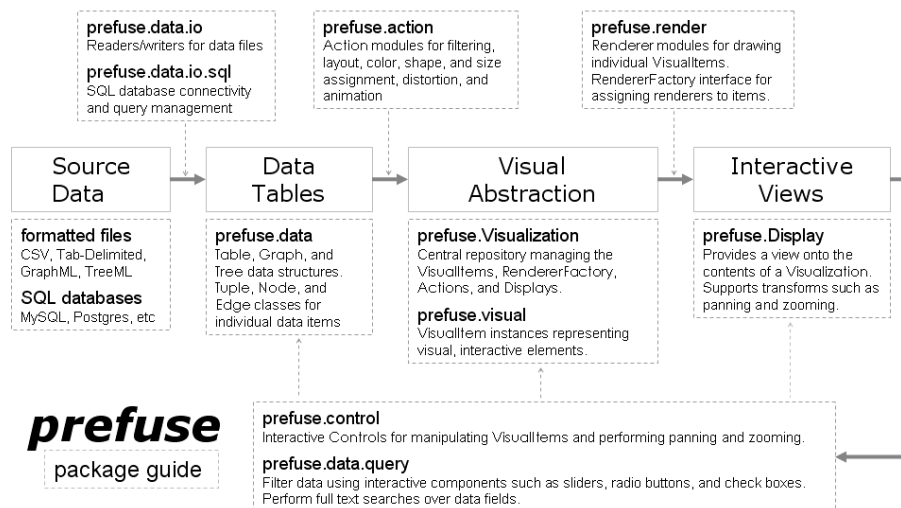 prefuse.data.io
Readers/writers for data files
prefuse.data.io.sql
SQL database connectivity
and query management
prefuse.action
Action modules for filtering,
layout, color, shape, and size
assignment, distortion, and
animation
prefuse.render
Renderer modules for drawing
individual VisualItems.
RendererFactory interface for
assigning renderers to items.
Source
Data
Data
Tables
Visual
Abstraction
Interactive
Views
formatted files
CSV, Tab-Delimited,
GraphML, TreeML
SQL databases
MySQL, Postgres, etc
prefuse.data
Table, Graph, and
Tree data structures.
Tuple, Node, and
Edge classes for
individual data items
prefuse.Visualization
Central repository managing the
VisualItems, RendererFactory,
Actions, and Displays.
prefuse.visual
VisualItem instances representing
visual, interactive elements.
prefuse.Display
Provides a view onto the
contents of a Visualization.
Supports transforms such as
panning and zooming.
prefuse
package guide
prefuse.control
Interactive Controls for manipulating VisualItems and performing panning and zooming.
prefuse.data.query
Filter data using interactive components such as sliders, radio buttons, and check boxes.
Perform full text searches over data fields.